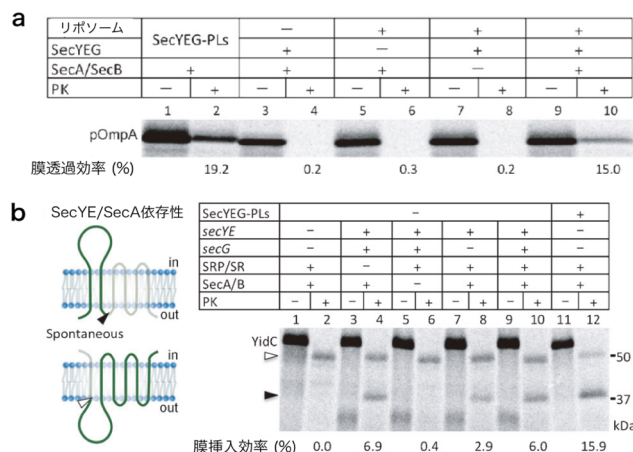 a
リポソーム SecYEG-PLs − + + +
SecYEG + − + +
SecA/SecB + + + − +
PK − + − + − + − + − +
1 2 3 4 5 6 7 8 9 10
pOmpA
膜透過効率 (%) 19.2 0.2 0.3 0.2 15.0
b
SecYE/SecA依存性
in
out
Spontaneous
in
out
SecYEG-PLs − +
secYE − + + + + −
secG − − + − + −
SRP/SR + − + + + +
SecA/B + + − + + +
PK − + − + − + − + − + − +
1 2 3 4 5 6 7 8 9 10 11 12
YidC
50
37
kDa
膜挿入効率 (%) 0.0 6.9 0.4 2.9 6.0 15.9